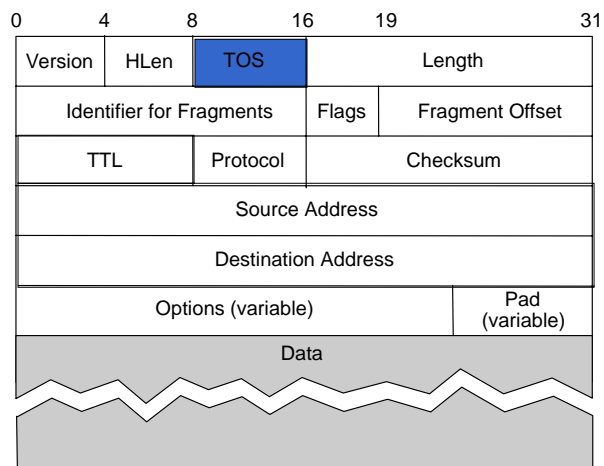 0 4 8 16 19 31
Version HLen TOS Length
Identifier for Fragments Flags Fragment Offset
TTL Protocol Checksum
Source Address
Destination Address
Options (variable) Pad
(variable)
Data